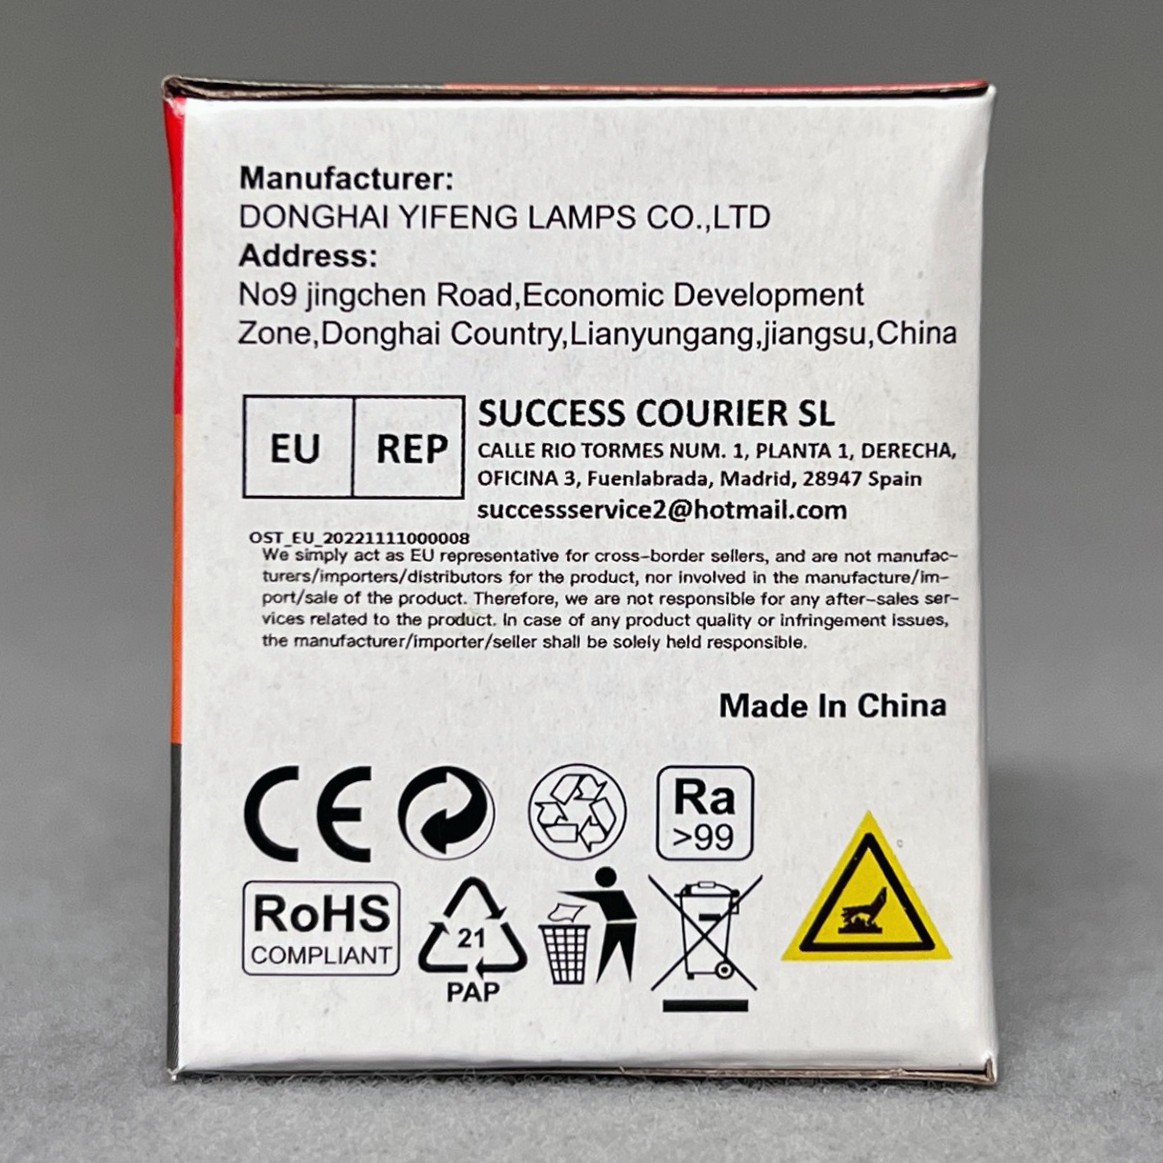 Manufacturer:
DONGHAI YIFENG LAMPS CO.,LTD
Address:
No9 jingchen Road,Economic Development
Zone,Donghai Country,Lianyungang,jiangsu,China
EU REP
SUCCESS COURIER SL
CALLE RIO TORMES NUM. 1, PLANTA 1, DERECHA,
OFICINA 3, Fuenlabrada, Madrid, 28947 Spain
successservice2@hotmail.com
OST_EU_20221111000008
We simply act as EU representative for cross-border sellers, and are not manufac-
turers/importers/distributors for the product, nor involved in the manufacture/im-
port/sale of the product. Therefore, we are not responsible for any after-sales ser-
vices related to the product. In case of any product quality or infringement issues,
the manufacturer/importer/seller shall be solely held responsible.
Made In China
CE
Ra
>99
RoHS
COMPLIANT
21
PAP